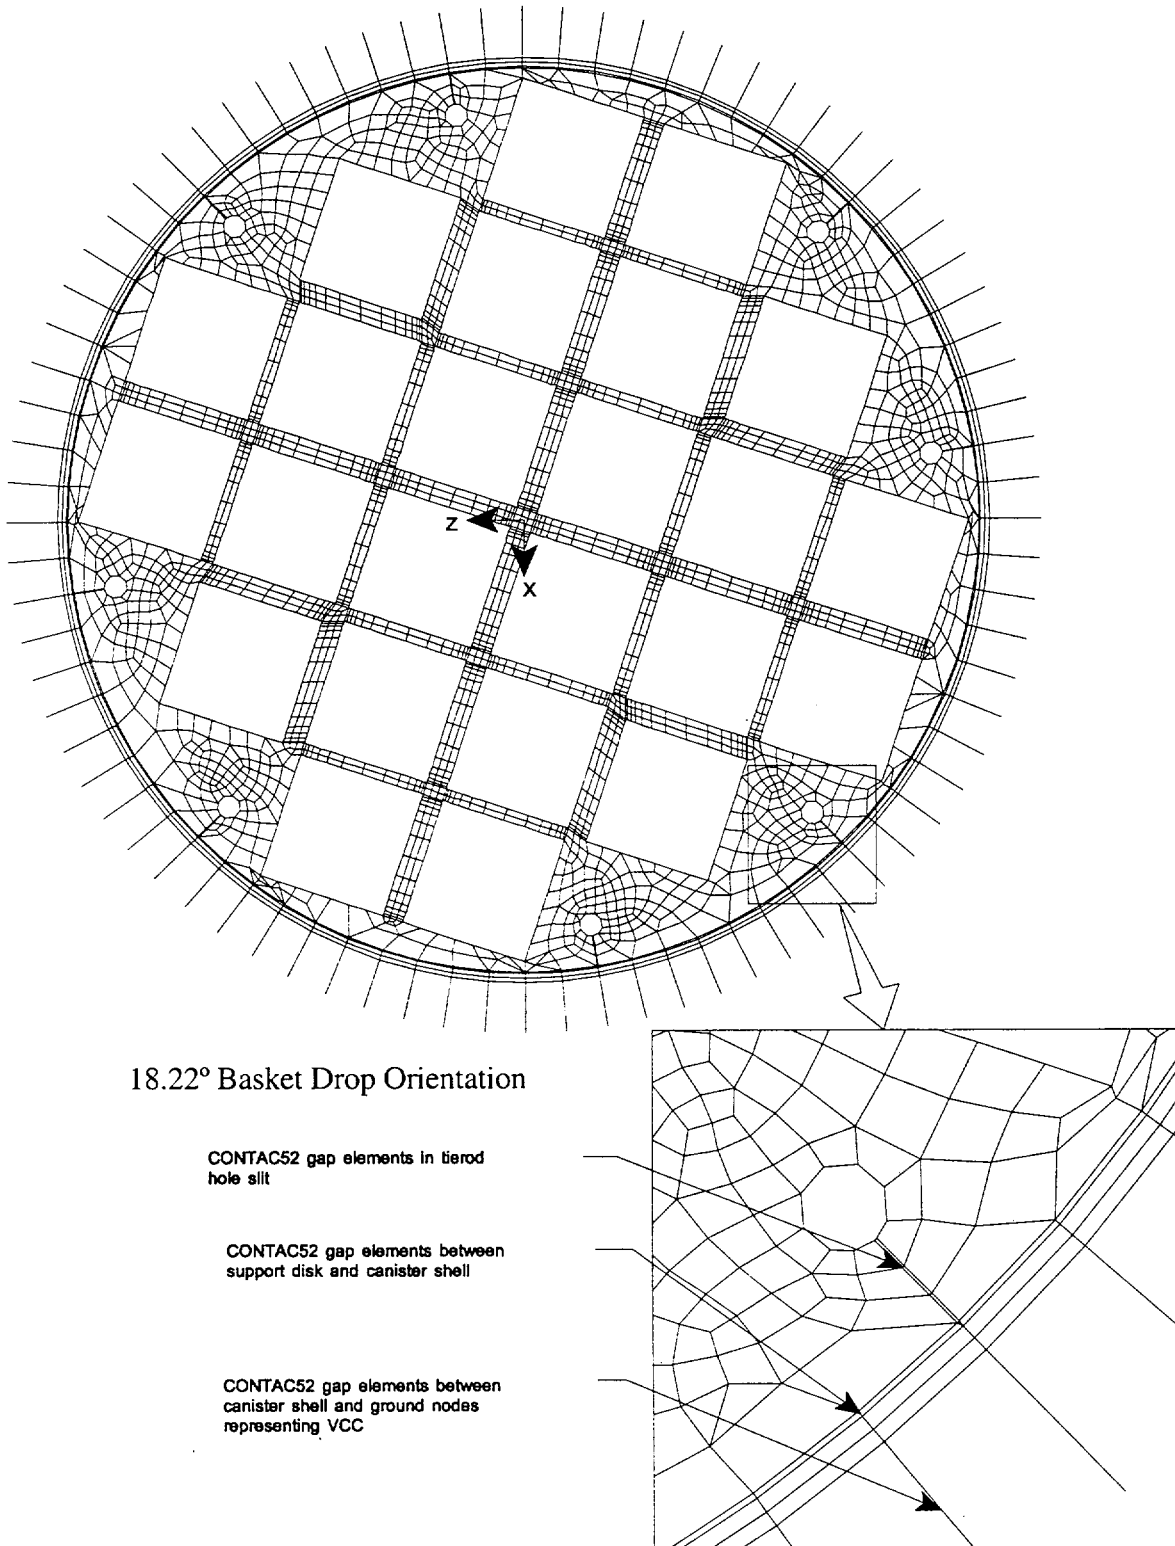 z
x
18.22º Basket Drop Orientation
CONTAC52 gap elements in tierod
hole slit
CONTAC52 gap elements between
support disk and canister shell
CONTAC52 gap elements between
canister shell and ground nodes
representing VCC